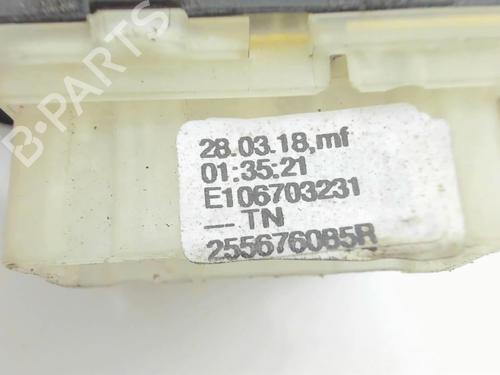 B-PARTS
28.03.18,mf
01:35:21
E106703231
— TN
255676085R